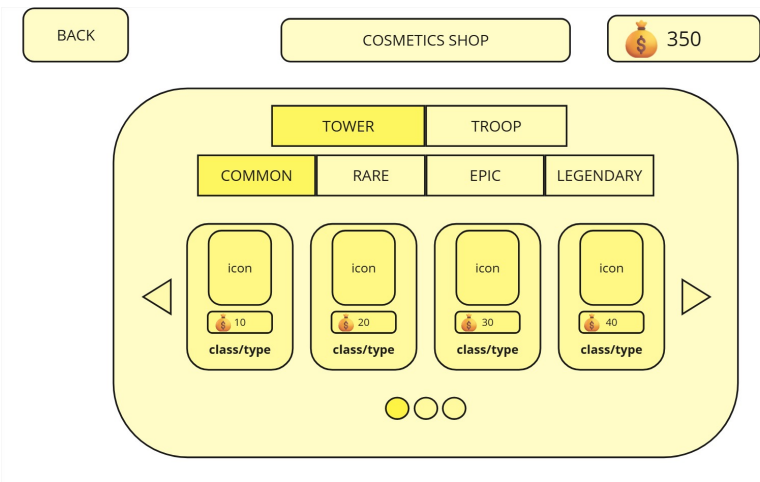 BACK
COSMETICS SHOP
350
TOWER
TROOP
COMMON
RARE
EPIC
LEGENDARY
icon
icon
icon
icon
10
20
30
40
class/type
class/type
class/type
class/type